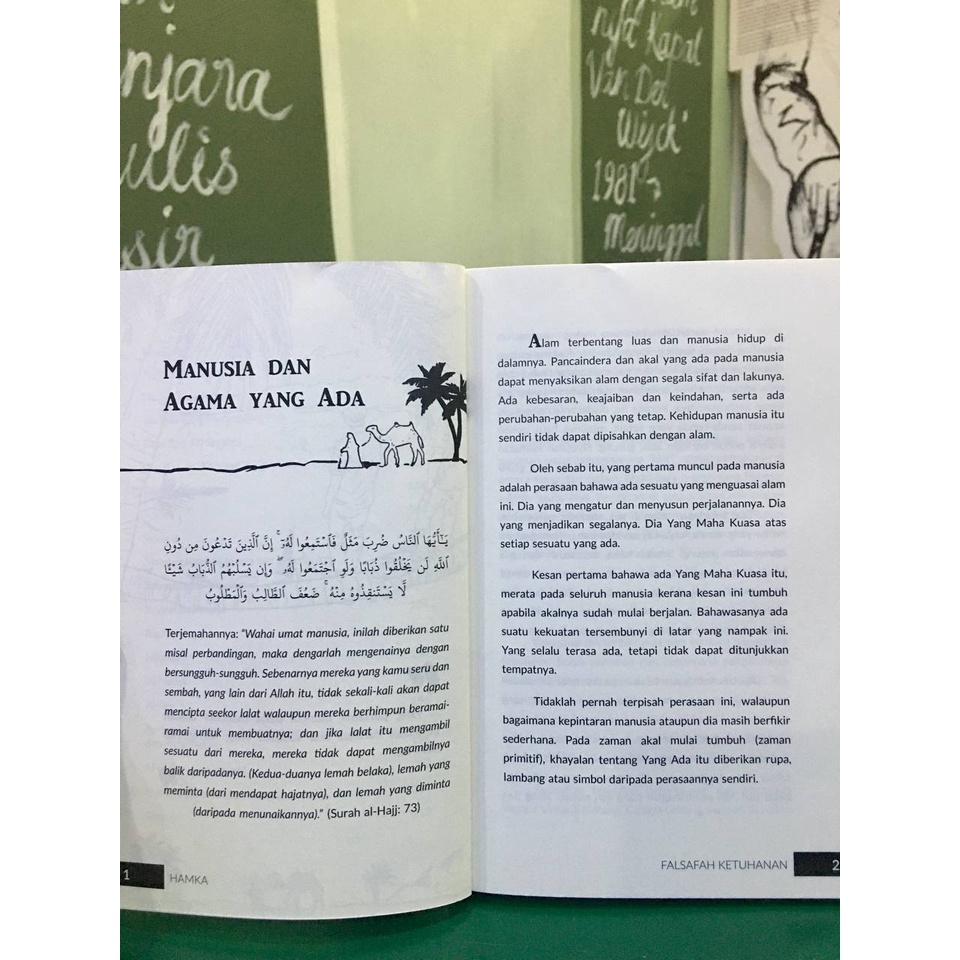 njara
ulis
sir
nya Kapal
Van Der
Wijck'
1981
Meninggal
MANUSIA DAN
AGAMA YANG ADA
يَـٰٓأَيُّهَا ٱلنَّاسُ ضُرِبَ مَثَلٌ فَٱسْتَمِعُوا۟ لَهُۥٓ ۚ إِنَّ ٱلَّذِينَ تَدْعُونَ مِن دُونِ
ٱللَّهِ لَن يَخْلُقُوا۟ ذُبَابًا وَلَوِ ٱجْتَمَعُوا۟ لَهُۥ ۖ وَإِن يَسْلُبْهُمُ ٱلذُّبَابُ شَيْـًٔا
لَّا يَسْتَنقِذُوهُ مِنْهُ ۚ ضَعُفَ ٱلطَّالِبُ وَٱلْمَطْلُوبُ
Terjemahannya: "Wahai umat manusia, inilah diberikan satu
misal perbandingan, maka dengarlah mengenainya dengan
bersungguh-sungguh. Sebenarnya mereka yang kamu seru dan
sembah, yang lain dari Allah itu, tidak sekali-kali akan dapat
mencipta seekor lalat walaupun mereka berhimpun beramai-
ramai untuk membuatnya; dan jika lalat itu mengambil
sesuatu dari mereka, mereka tidak dapat mengambilnya
balik daripadanya. (Kedua-duanya lemah belaka), lemah yang
meminta (dari mendapat hajatnya), dan lemah yang diminta
(daripada menunaikannya)." (Surah al-Hajj: 73)
1 HAMKA
Alam terbentang luas dan manusia hidup di
dalamnya. Pancaindera dan akal yang ada pada manusia
dapat menyaksikan alam dengan segala sifat dan lakunya.
Ada kebesaran, keajaiban dan keindahan, serta ada
perubahan-perubahan yang tetap. Kehidupan manusia itu
sendiri tidak dapat dipisahkan dengan alam.
Oleh sebab itu, yang pertama muncul pada manusia
adalah perasaan bahawa ada sesuatu yang menguasai alam
ini. Dia yang mengatur dan menyusun perjalanannya. Dia
yang menjadikan segalanya. Dia Yang Maha Kuasa atas
setiap sesuatu yang ada.
Kesan pertama bahawa ada Yang Maha Kuasa itu,
merata pada seluruh manusia kerana kesan ini tumbuh
apabila akalnya sudah mulai berjalan. Bahawasanya ada
suatu kekuatan tersembunyi di latar yang nampak ini.
Yang selalu terasa ada, tetapi tidak dapat ditunjukkan
tempatnya.
Tidaklah pernah terpisah perasaan ini, walaupun
bagaimana kepintaran manusia ataupun dia masih berfikir
sederhana. Pada zaman akal mulai tumbuh (zaman
primitif), khayalan tentang Yang Ada itu diberikan rupa,
lambang atau simbol daripada perasaannya sendiri.
FALSAFAH KETUHANAN 2